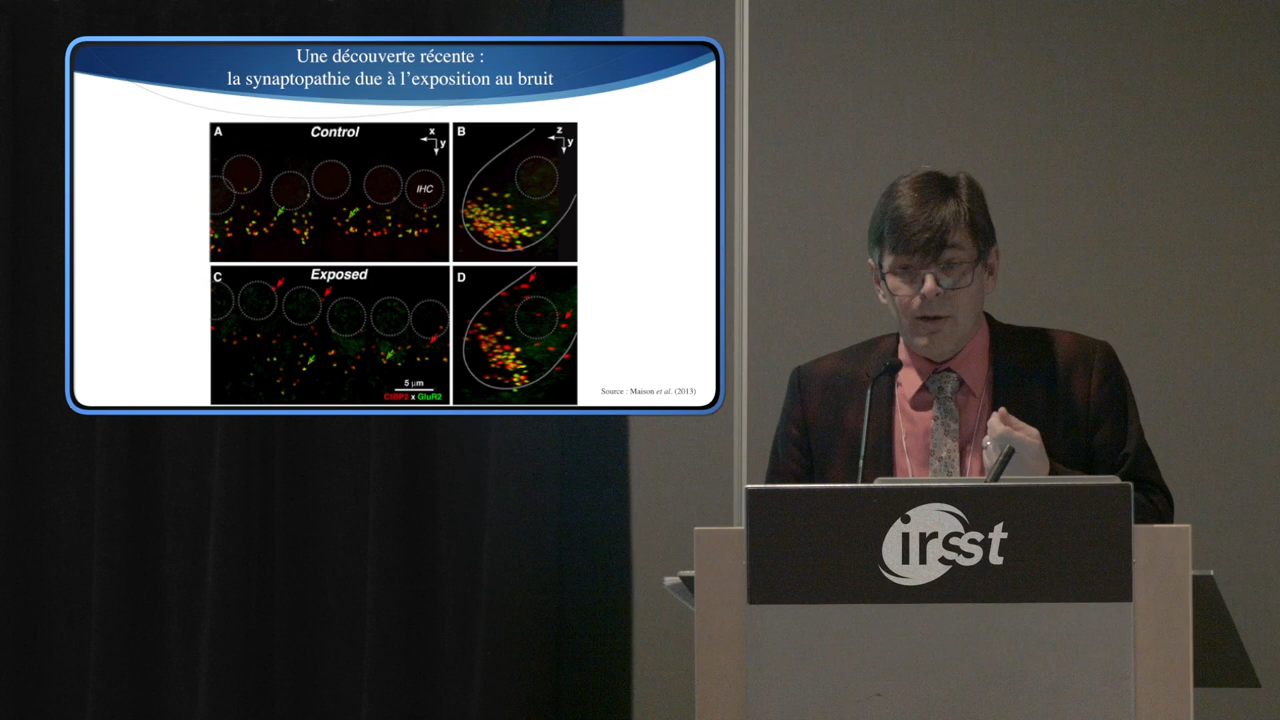 Une découverte récente :
la synaptopathie due à l'exposition au bruit
A
Control
x
y
IHC
B
z
y
C
Exposed
5 µm
CtBP2 x GluR2
D
Source : Maison et al. (2013)
irsst